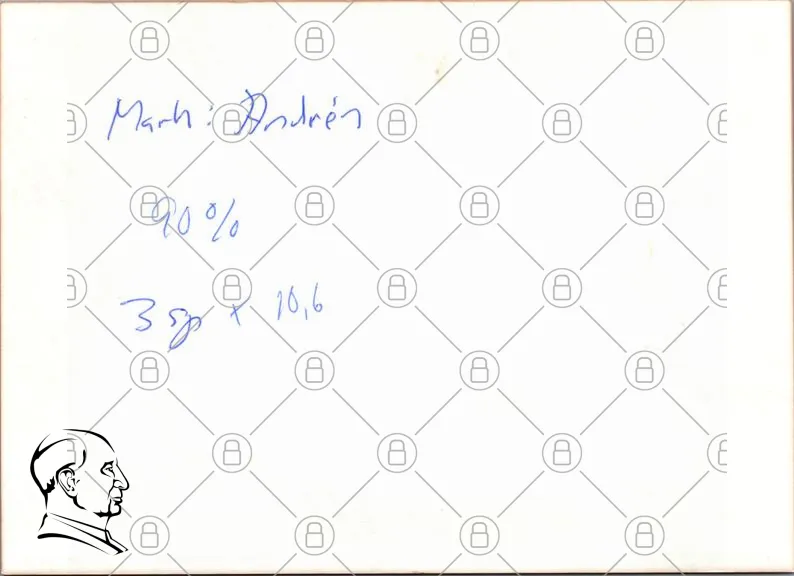 Mark: Andrén
90%
3 sp x 10,6